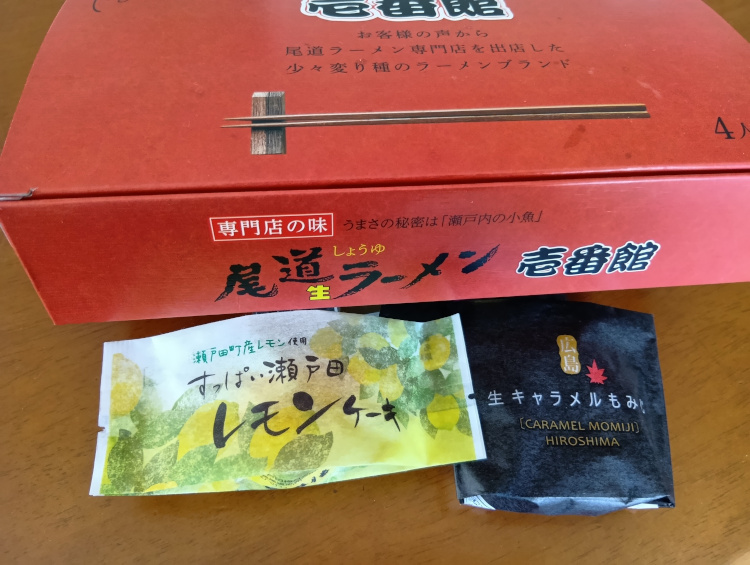 壱番館
お客様の声から
尾道ラーメン専門店を出店した
少々変り種のラーメンブランド
4人
専門店の味 うまさの秘密は「瀬戸内の小魚」
しょうゆ
尾道生ラーメン 壱番館
瀬戸田町産レモン使用
すっぱい瀬戸田
レモンケーキ
広島
生キャラメルもみ
[CARAMEL MOMIJI]
HIROSHIMA